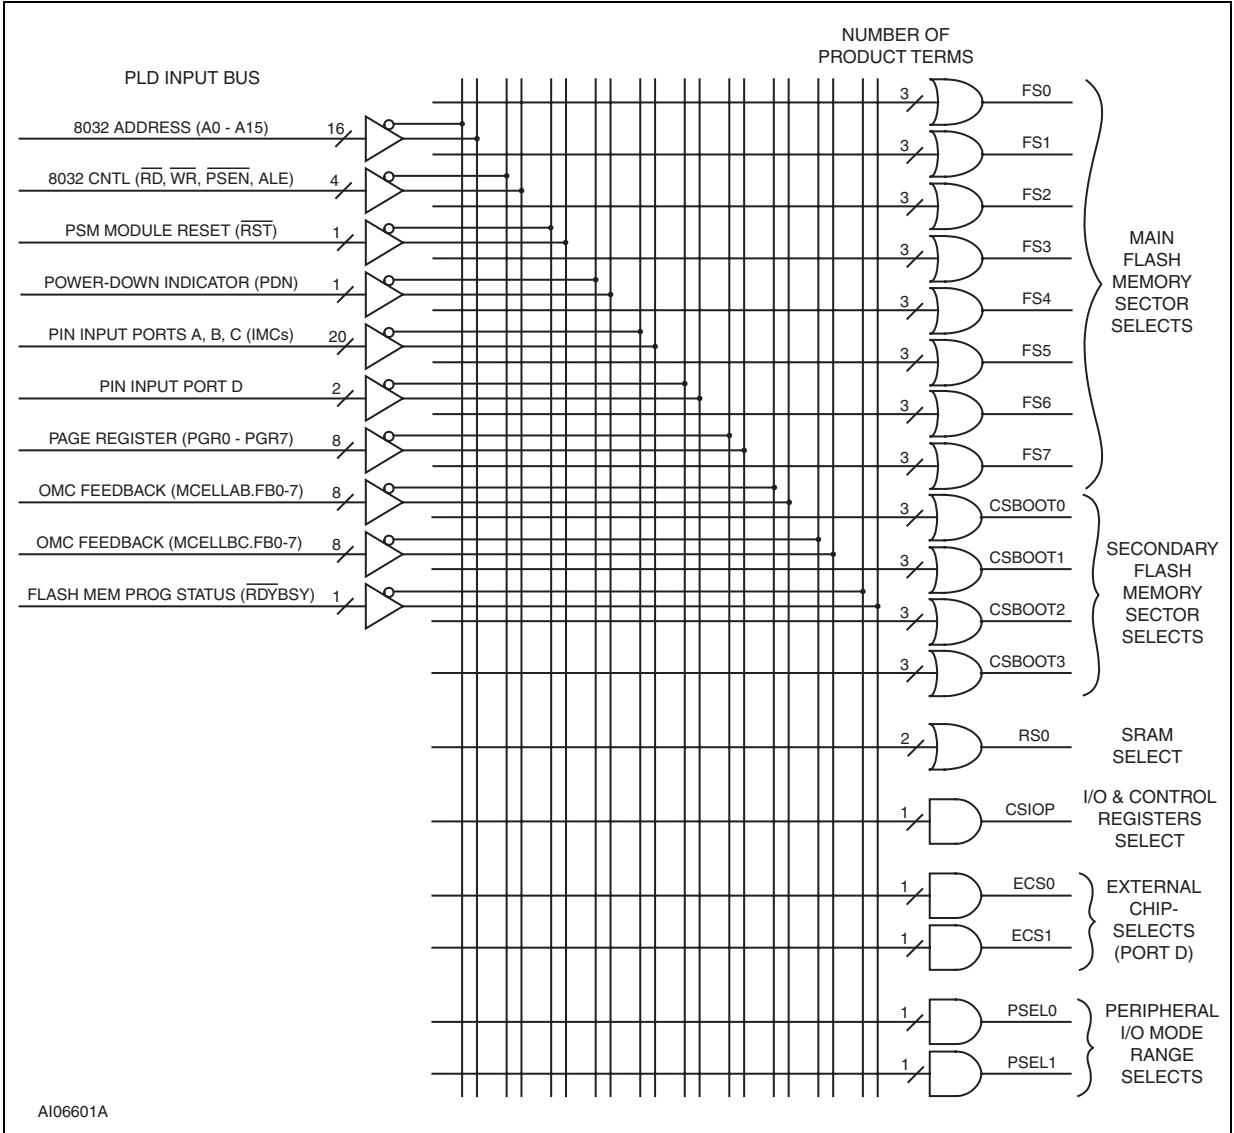 NUMBER OF
PRODUCT TERMS
PLD INPUT BUS
8032 ADDRESS (A0 - A15)
16
8032 CNTL (RD, WR, PSEN, ALE)
4
PSM MODULE RESET (RST)
1
POWER-DOWN INDICATOR (PDN)
1
PIN INPUT PORTS A, B, C (IMCs)
20
PIN INPUT PORT D
2
PAGE REGISTER (PGR0 - PGR7)
8
OMC FEEDBACK (MCELLAB.FB0-7)
8
OMC FEEDBACK (MCELLBC.FB0-7)
8
FLASH MEM PROG STATUS (RDYBSY)
1
3
FS0
3
FS1
3
FS2
3
FS3
3
FS4
3
FS5
3
FS6
3
FS7
MAIN
FLASH
MEMORY
SECTOR
SELECTS
3
CSBOOT0
3
CSBOOT1
3
CSBOOT2
3
CSBOOT3
SECONDARY
FLASH
MEMORY
SECTOR
SELECTS
2
RS0
SRAM
SELECT
1
CSIOP
I/O & CONTROL
REGISTERS
SELECT
1
ECS0
1
ECS1
EXTERNAL
CHIP-
SELECTS
(PORT D)
1
PSEL0
1
PSEL1
PERIPHERAL
I/O MODE
RANGE
SELECTS
AI06601A